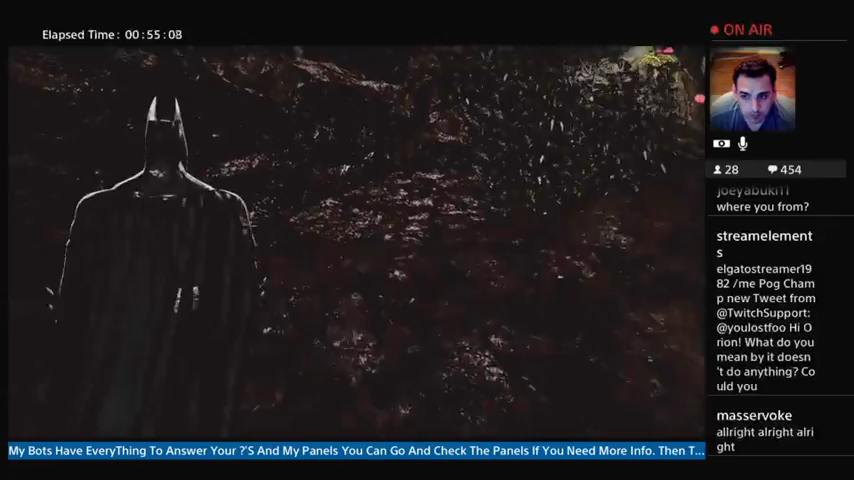 Elapsed Time: 00:55:08
ON AIR
28
454
joeyabuki11
where you from?
streamelement
s
elgatostreamer19
82 /me Pog Cham
p new Tweet from
@TwitchSupport:
@youlostfoo Hi O
rion! What do you
mean by it doesn
't do anything? Co
uld you
masservoke
allright alright alri
ght
My Bots Have EveryThing To Answer Your ?'S And My Panels You Can Go And Check The Panels If You Need More Info. Then T...